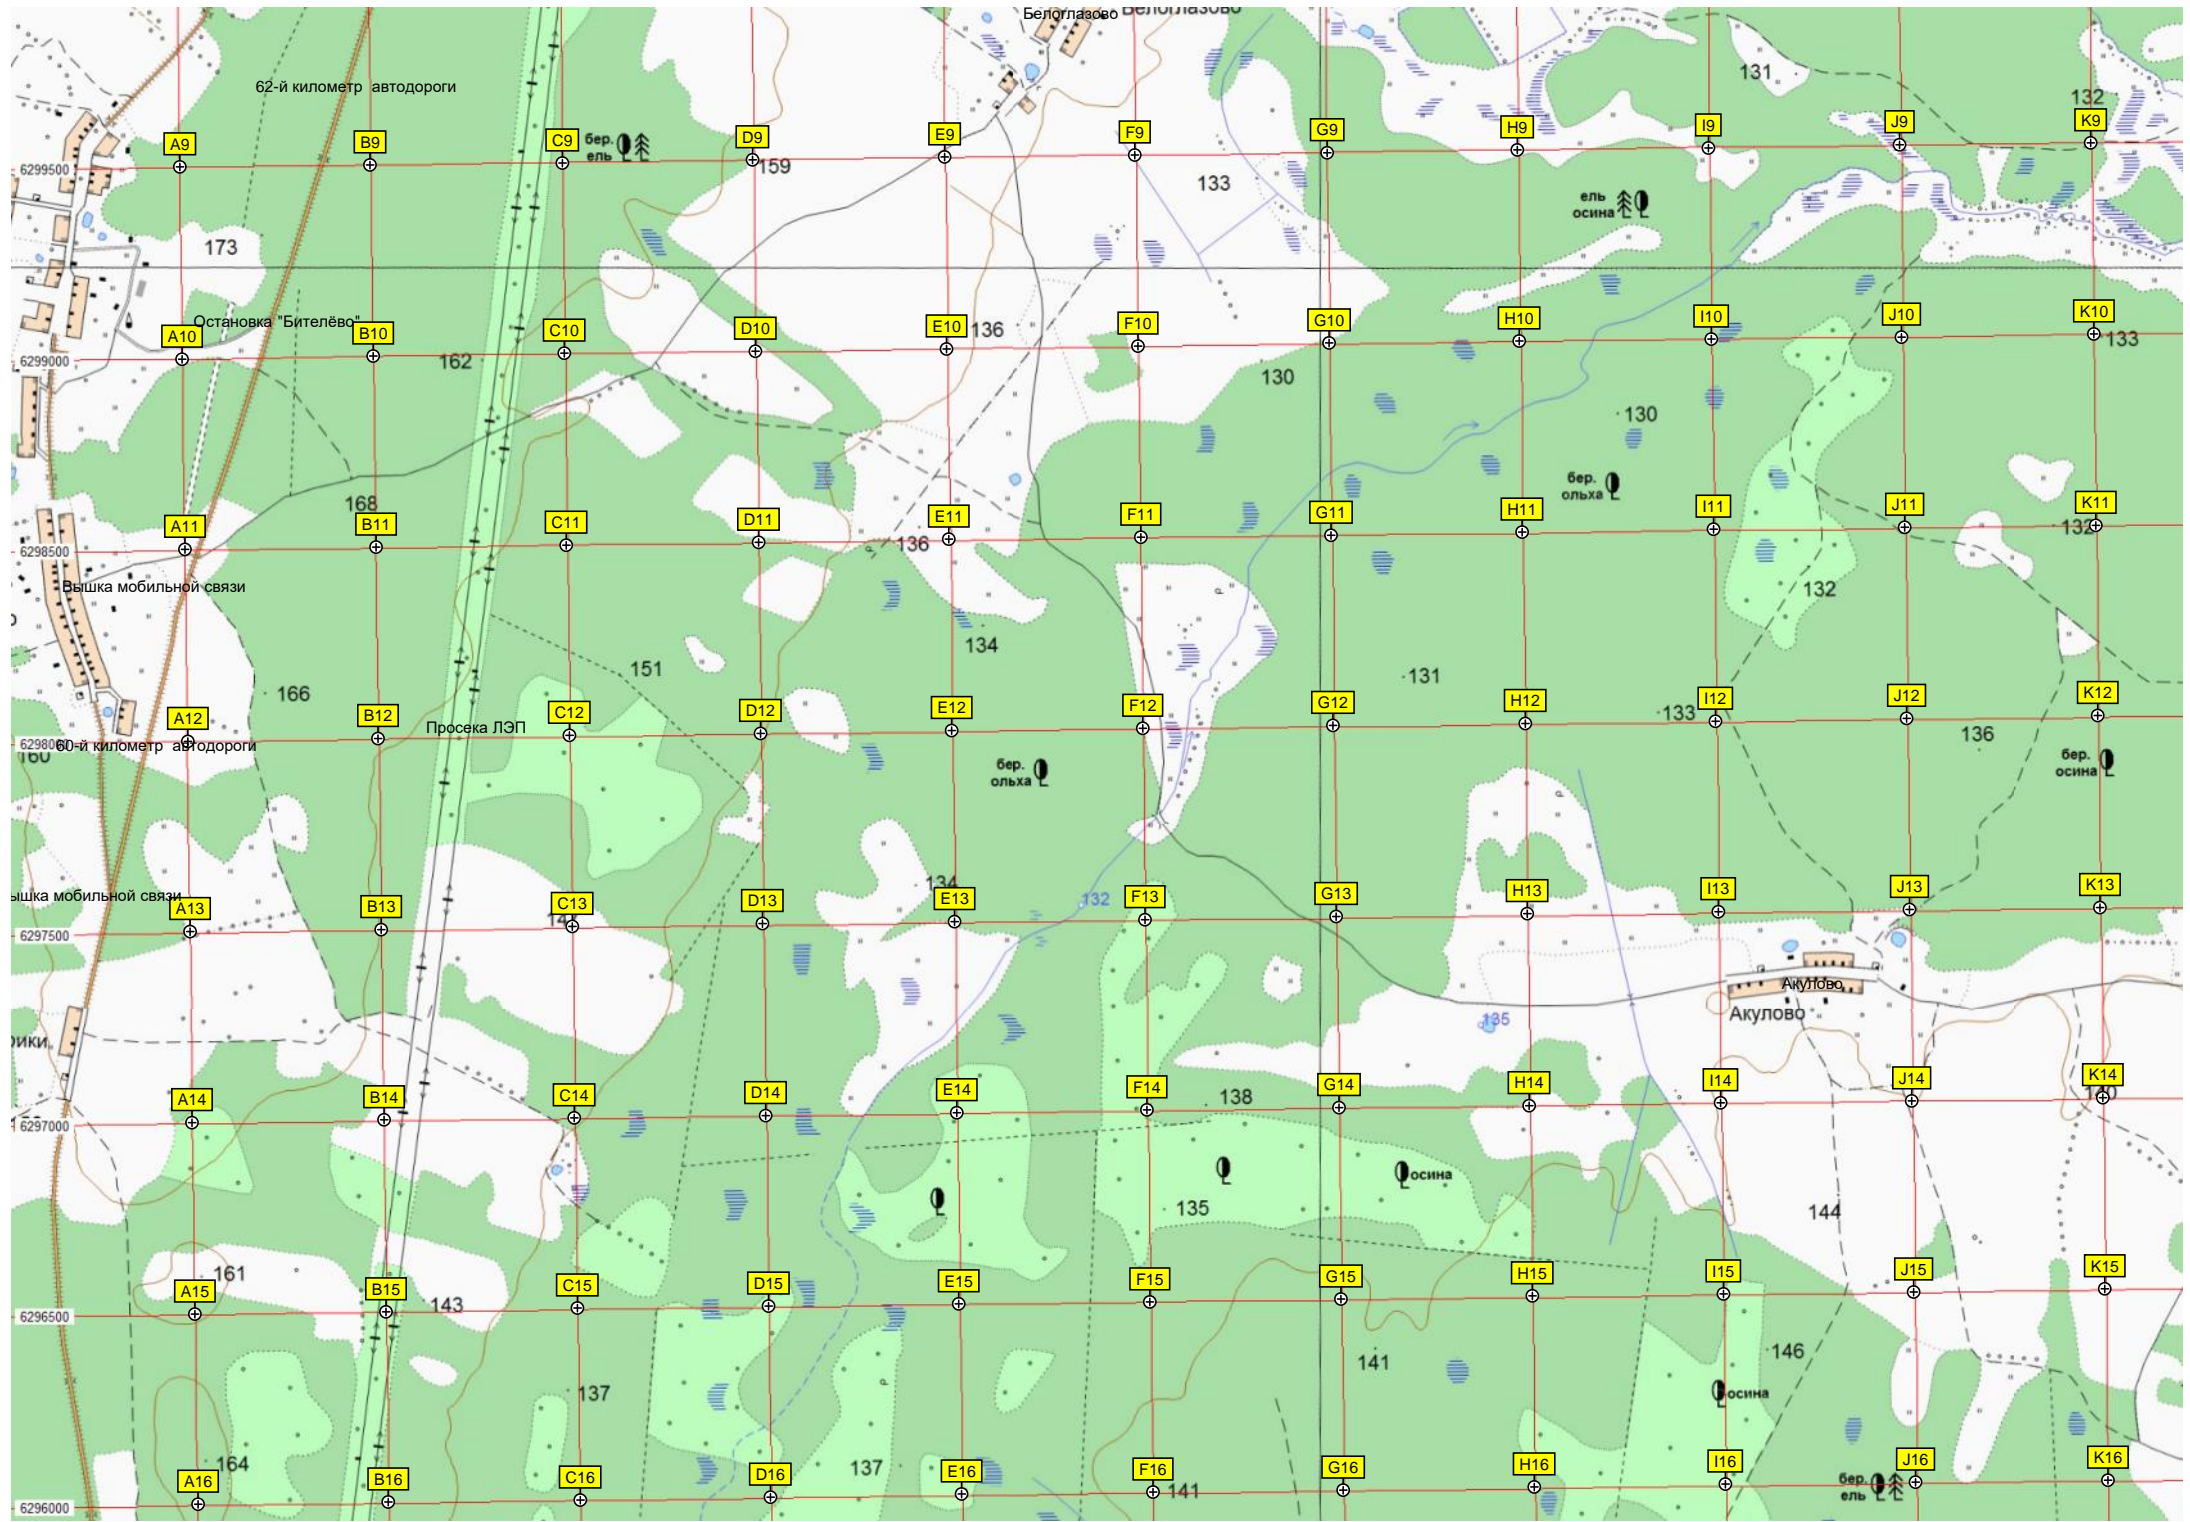 Белоглазово
Белоглазово
62-й километр автодороги
131
132
A9
B9
C9
D9
E9
F9
G9
H9
I9
J9
K9
бер.
ель
6299500
159
133
ель
осина
173
Остановка "Бителёво"
A10
B10
C10
D10
E10
F10
G10
H10
I10
J10
K10
136
133
6299000
162
130
130
бер.
ольха
168
A11
B11
C11
D11
E11
F11
G11
H11
I11
J11
K11
6298500
136
132
Вышка мобильной связи
132
134
151
131
166
A12
B12
C12
D12
E12
F12
G12
H12
I12
J12
K12
133
Просека ЛЭП
136
6298000
60-й километр автодороги
160
бер.
ольха
бер.
осина
134
ышка мобильной связи
132
A13
B13
C13
D13
E13
F13
G13
H13
I13
J13
K13
6297500
Акулово
Акулово
135
рики
A14
B14
C14
D14
E14
F14
G14
H14
I14
J14
K14
138
6297000
осина
135
144
161
A15
B15
C15
D15
E15
F15
G15
H15
I15
J15
K15
143
6296500
146
141
137
осина
164
137
A16
B16
C16
D16
E16
F16
G16
H16
I16
J16
K16
бер.
ель
141
6296000